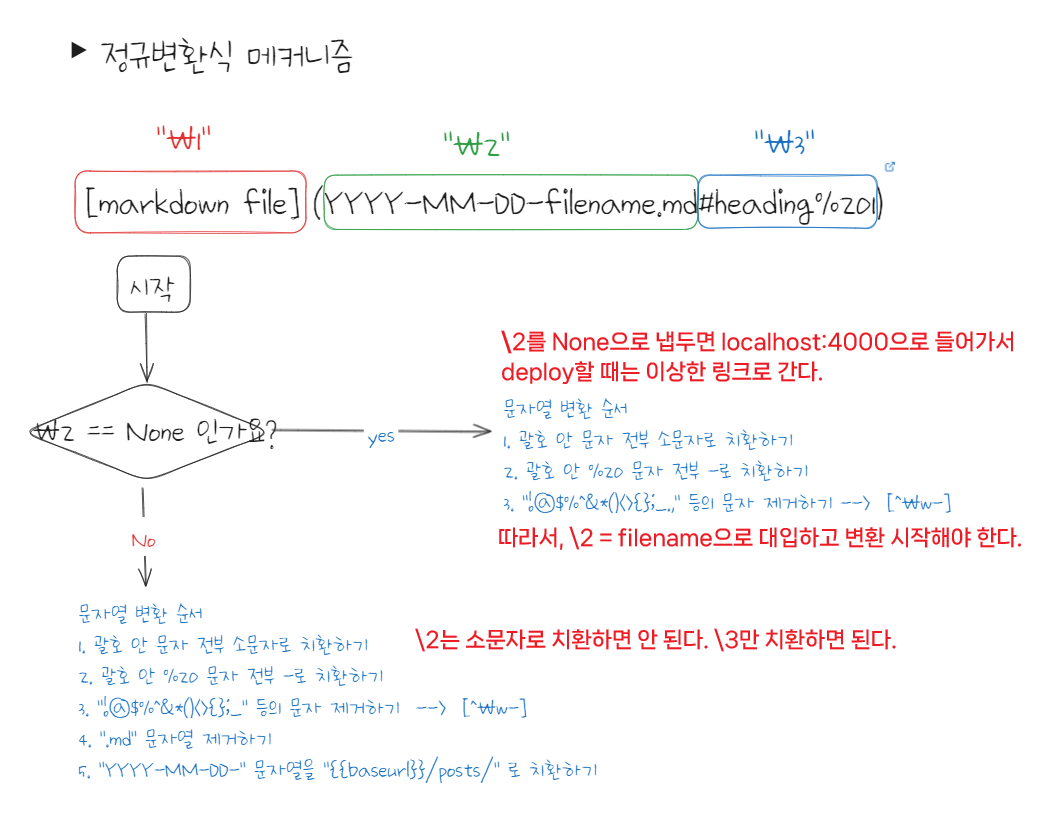 ▶ 정규변환식 메커니즘
"₩1" "₩2" "₩3"
[markdown file] (YYYY-MM-DD-filename.md#heading%201)
시작
₩2 == None 인가요?
yes
\2를 None으로 냅두면 localhost:4000으로 들어가서
deploy할 때는 이상한 링크로 간다.
문자열 변환 순서
1. 괄호 안 문자 전부 소문자로 치환하기
2. 괄호 안 %20 문자 전부 -로 치환하기
3. "!@$%^&*()<>{};_.," 등의 문자 제거하기 --> [^₩w-]
따라서, \2 = filename으로 대입하고 변환 시작해야 한다.
No
문자열 변환 순서
1. 괄호 안 문자 전부 소문자로 치환하기
2. 괄호 안 %20 문자 전부 -로 치환하기
3. "!@$%^&*()<>{};_" 등의 문자 제거하기 --> [^₩w-]
4. ".md" 문자열 제거하기
5. "YYYY-MM-DD-" 문자열을 "{{baseurl}}/posts/" 로 치환하기
\2는 소문자로 치환하면 안 된다. \3만 치환하면 된다.